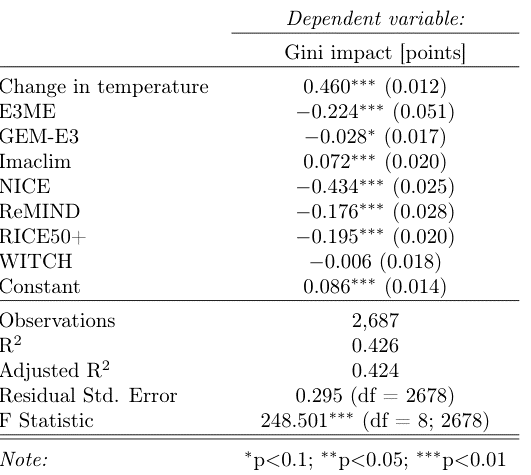 Dependent variable:
Gini impact [points]
Change in temperature 0.460*** (0.012)
E3ME −0.224*** (0.051)
GEM-E3 −0.028* (0.017)
Imaclim 0.072*** (0.020)
NICE −0.434*** (0.025)
ReMIND −0.176*** (0.028)
RICE50+ −0.195*** (0.020)
WITCH −0.006 (0.018)
Constant 0.086*** (0.014)
Observations 2,687
R² 0.426
Adjusted R² 0.424
Residual Std. Error 0.295 (df = 2678)
F Statistic 248.501*** (df = 8; 2678)
Note: *p<0.1; **p<0.05; ***p<0.01